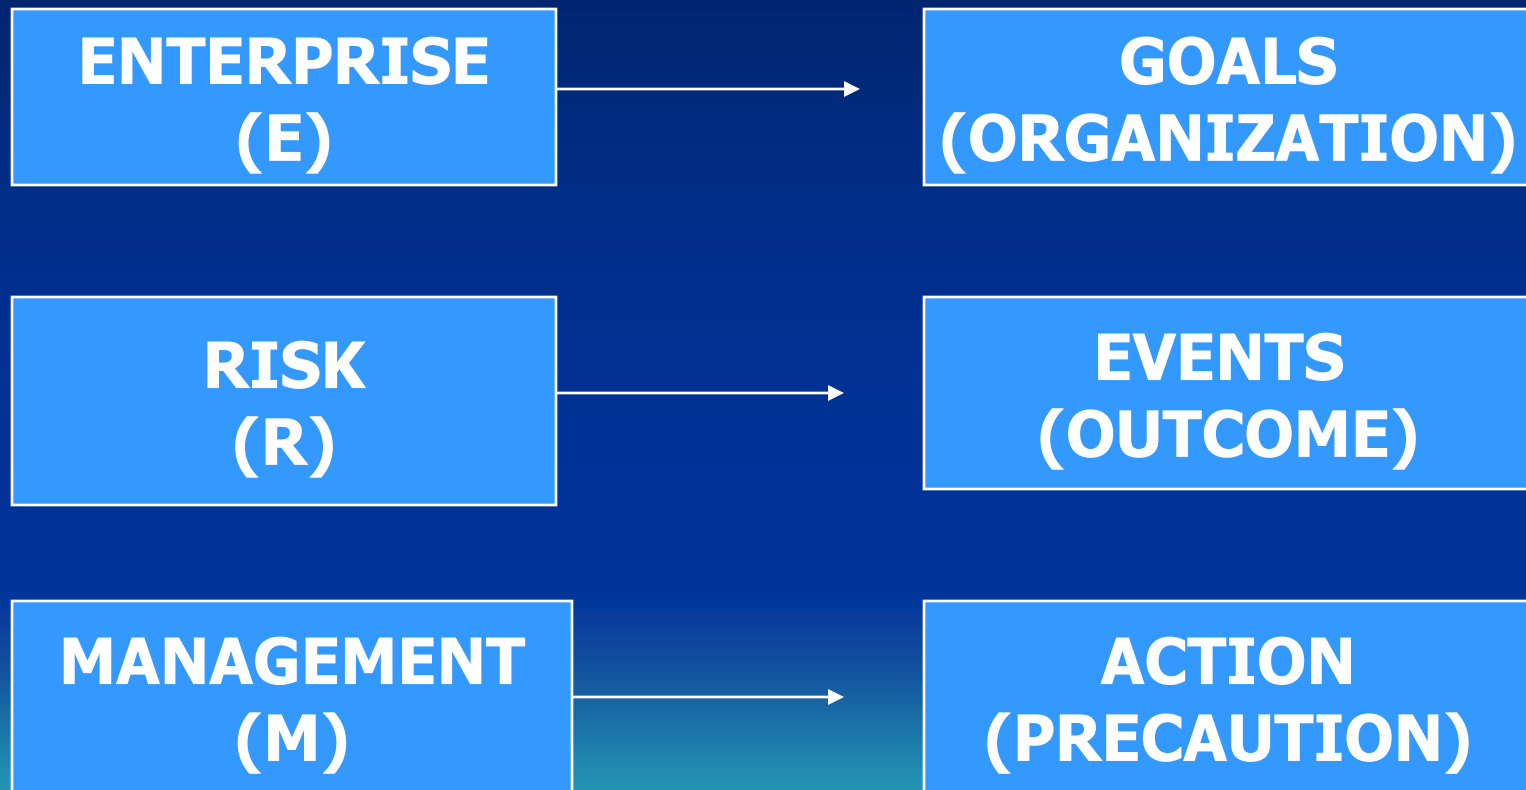 ENTERPRISE
(E)
GOALS
(ORGANIZATION)
RISK
(R)
EVENTS
(OUTCOME)
MANAGEMENT
(M)
ACTION
(PRECAUTION)